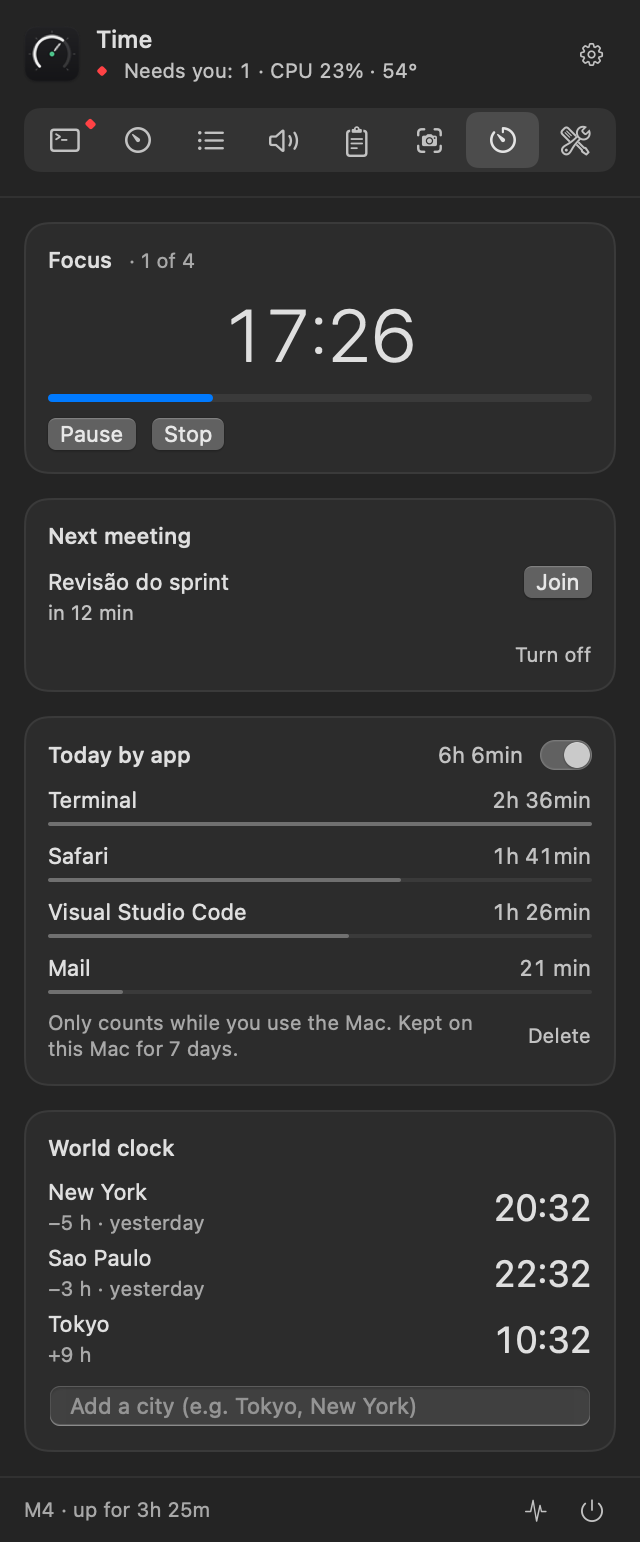 Time
Needs you: 1 · CPU 23% · 54°
Focus · 1 of 4
17:26
Pause Stop
Next meeting
Revisão do sprint Join
in 12 min
Turn off
Today by app 6h 6min
Terminal 2h 36min
Safari 1h 41min
Visual Studio Code 1h 26min
Mail 21 min
Only counts while you use the Mac. Kept on
this Mac for 7 days. Delete
World clock
New York 20:32
−5 h · yesterday
Sao Paulo 22:32
−3 h · yesterday
Tokyo 10:32
+9 h
Add a city (e.g. Tokyo, New York)
M4 · up for 3h 25m